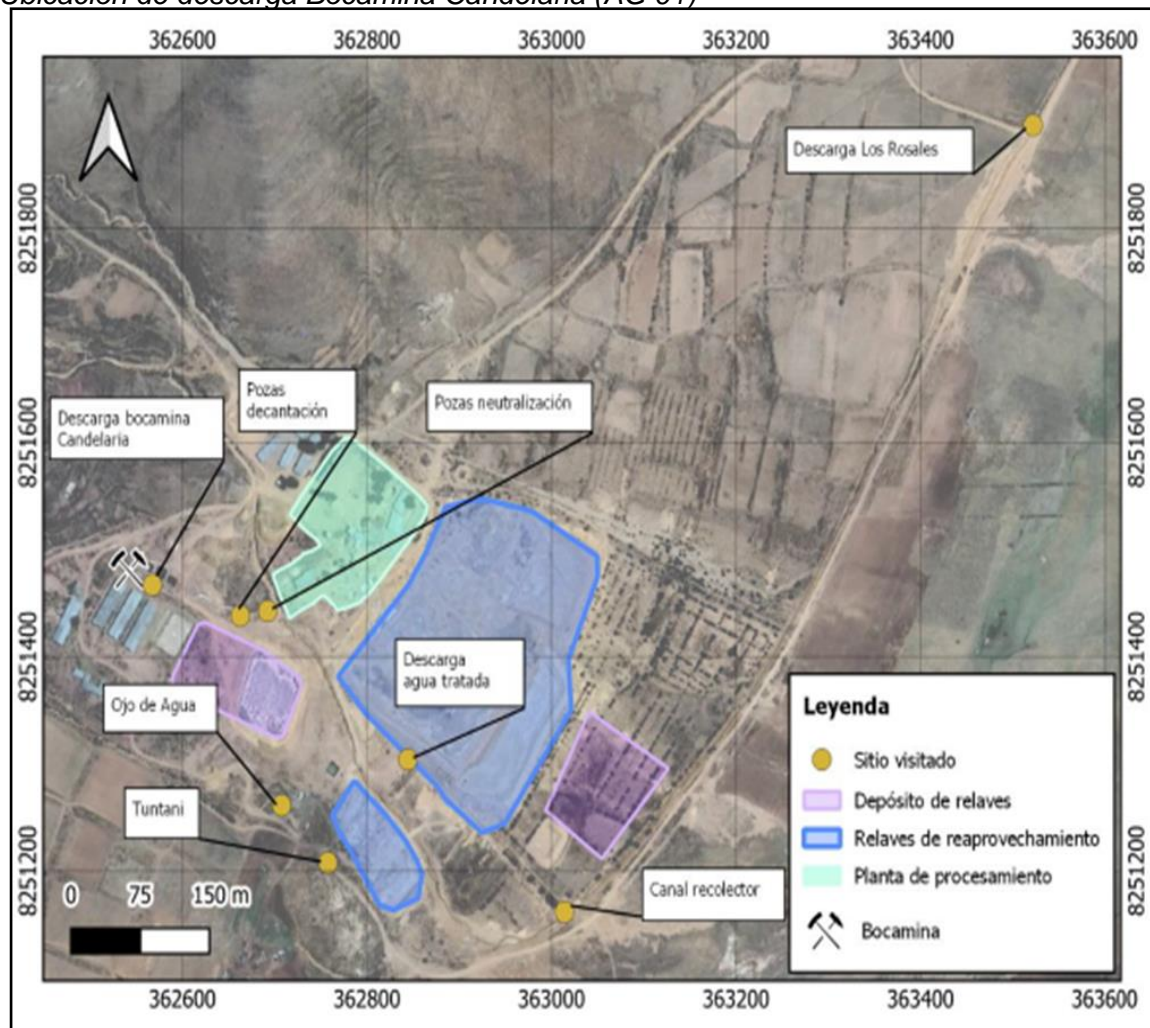 Ubicación de descarga Bocamina Candelaria (AG-01)
362600 362800 363000 363200 363400 363600
Descarga Los Rosales
8251800
8251800
Pozas
decantación
Pozas neutralización
Descarga bocamina
Candelaria
8251600
8251600
8251400
8251400
Descarga
agua tratada
Ojo de Agua
Tuntani
Canal recolector
8251200
8251200
0 75 150 m
Leyenda
Sitio visitado
Depósito de relaves
Relaves de reaprovechamiento
Planta de procesamiento
Bocamina
362600 362800 363000 363200 363400 363600